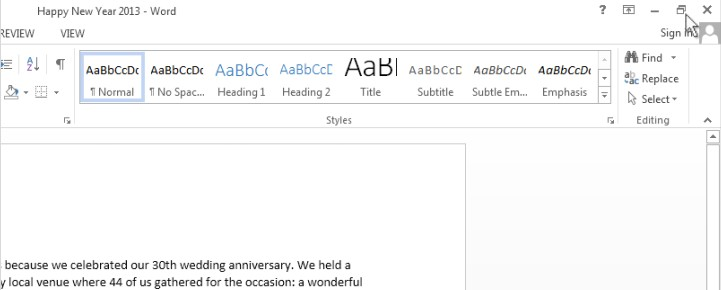 Happy New Year 2013 - Word
?
REVIEW VIEW
Sign in
AaBbCcDc AaBbCcDc AaBbCc AaBbCcD AaBl AaBbCcD AaBbCcDc AaBbCcDc
¶ Normal ¶ No Spac... Heading 1 Heading 2 Title Subtitle Subtle Em... Emphasis
Find
Replace
Select
Styles
Editing
because we celebrated our 30th wedding anniversary. We held a
local venue where 44 of us gathered for the occasion: a wonderful